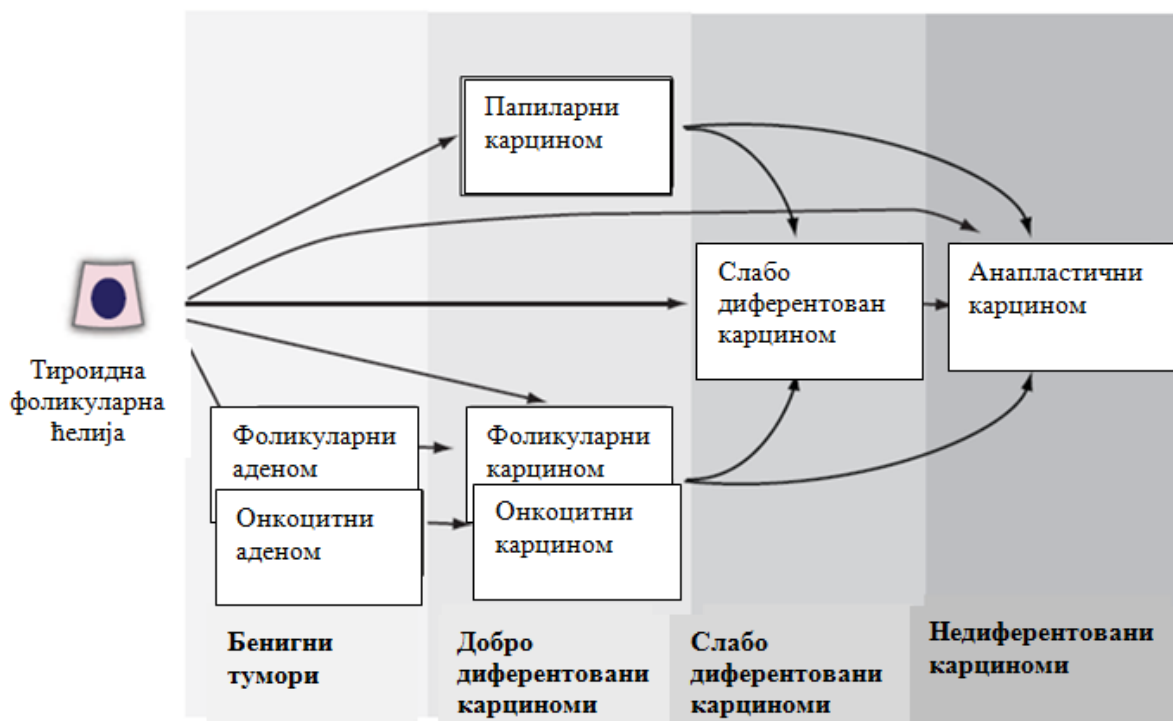 Папиларни
карцином
Слабо
диферентован
карцином
Анапластични
карцином
Тироидна
фоликуларна
ћелија
Фоликуларни
аденом
Фоликуларни
карцином
Онкоцитни
аденом
Онкоцитни
карцином
Бенигни
тумори
Добро
диферентовани
карциноми
Слабо
диферентовани
карциноми
Недиферентовани
карциноми